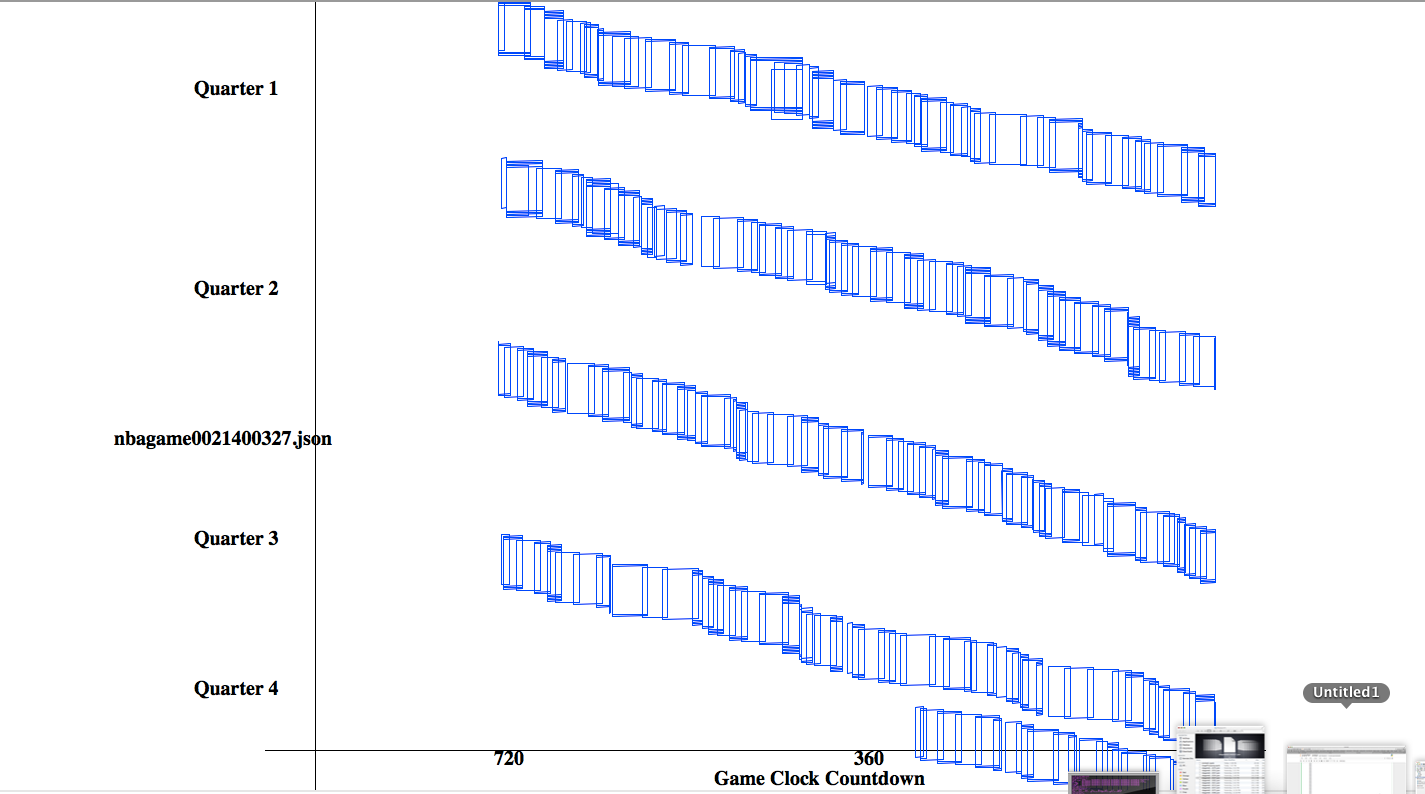 Quarter 1
Quarter 2
nbagame0021400327.json
Quarter 3
Quarter 4
Untitled1
720
360
Game Clock Countdown